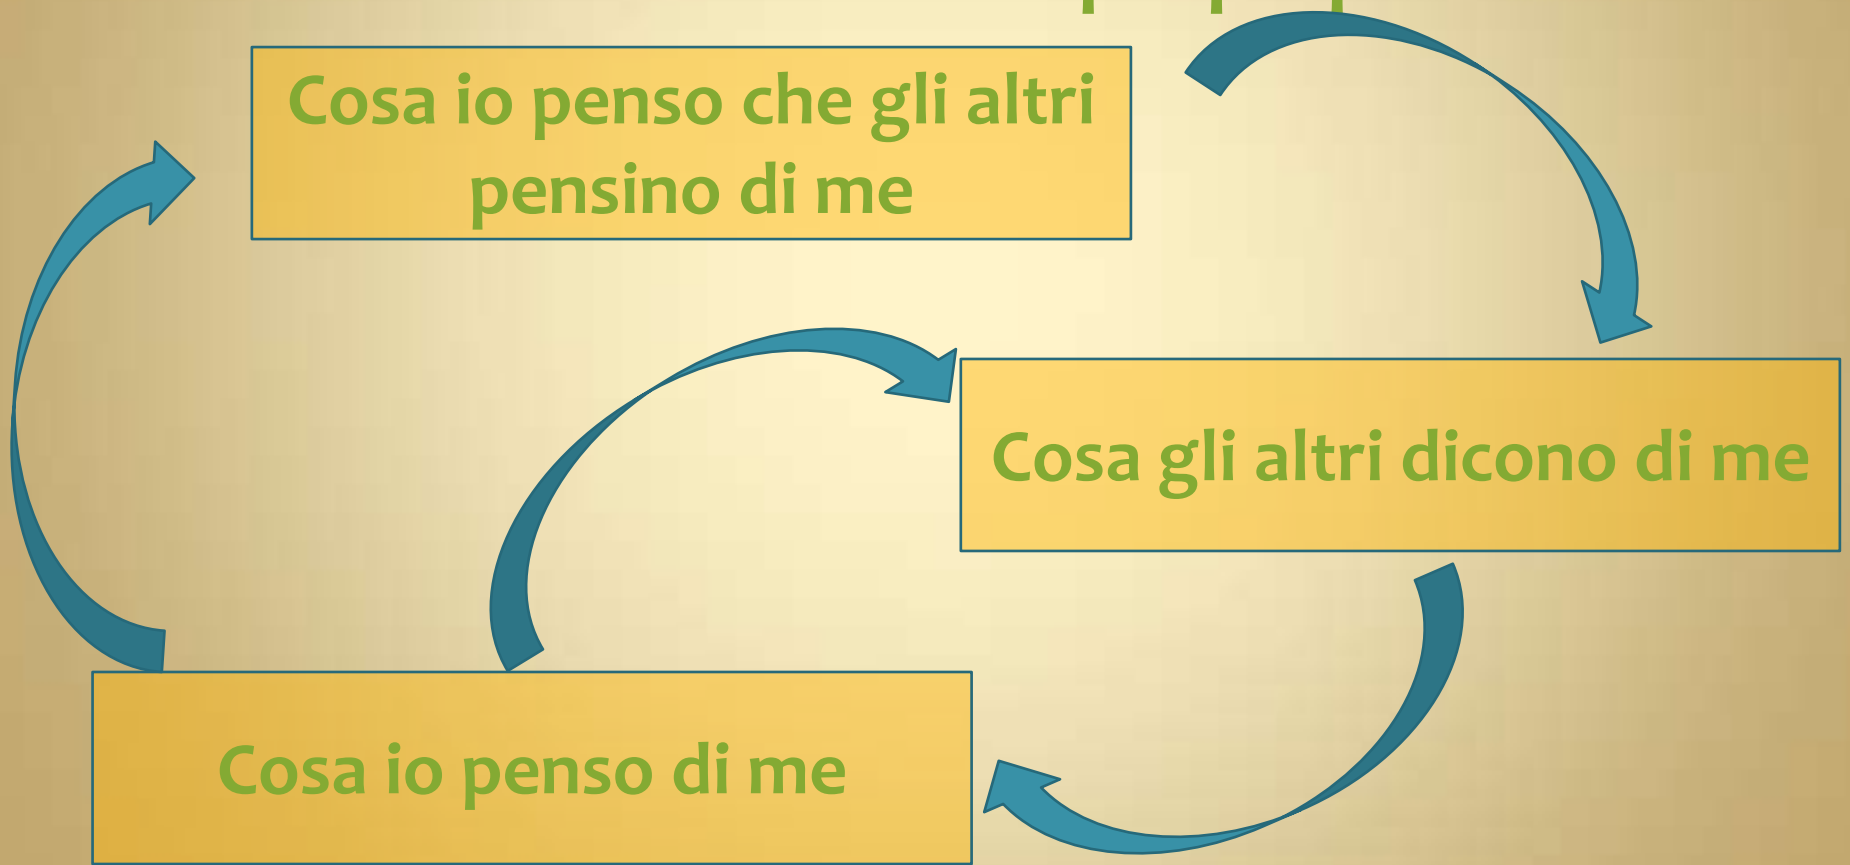 Cosa io penso che gli altri
pensino di me
Cosa gli altri dicono di me
Cosa io penso di me